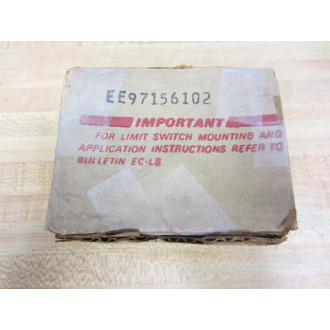 EE97156102
IMPORTANT
FOR LIMIT SWITCH MOUNTING AND
APPLICATION INSTRUCTIONS REFER TO
BULLETIN EC-LS